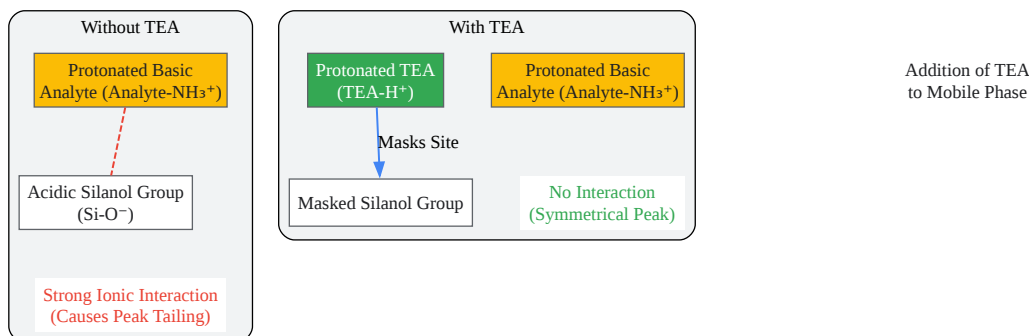 Without TEA
Protonated Basic
Analyte (Analyte-NH₃⁺)
Acidic Silanol Group
(Si-O⁻)
Strong Ionic Interaction
(Causes Peak Tailing)
With TEA
Protonated TEA
(TEA-H⁺)
Protonated Basic
Analyte (Analyte-NH₃⁺)
Masks Site
Masked Silanol Group
No Interaction
(Symmetrical Peak)
Addition of TEA
to Mobile Phase